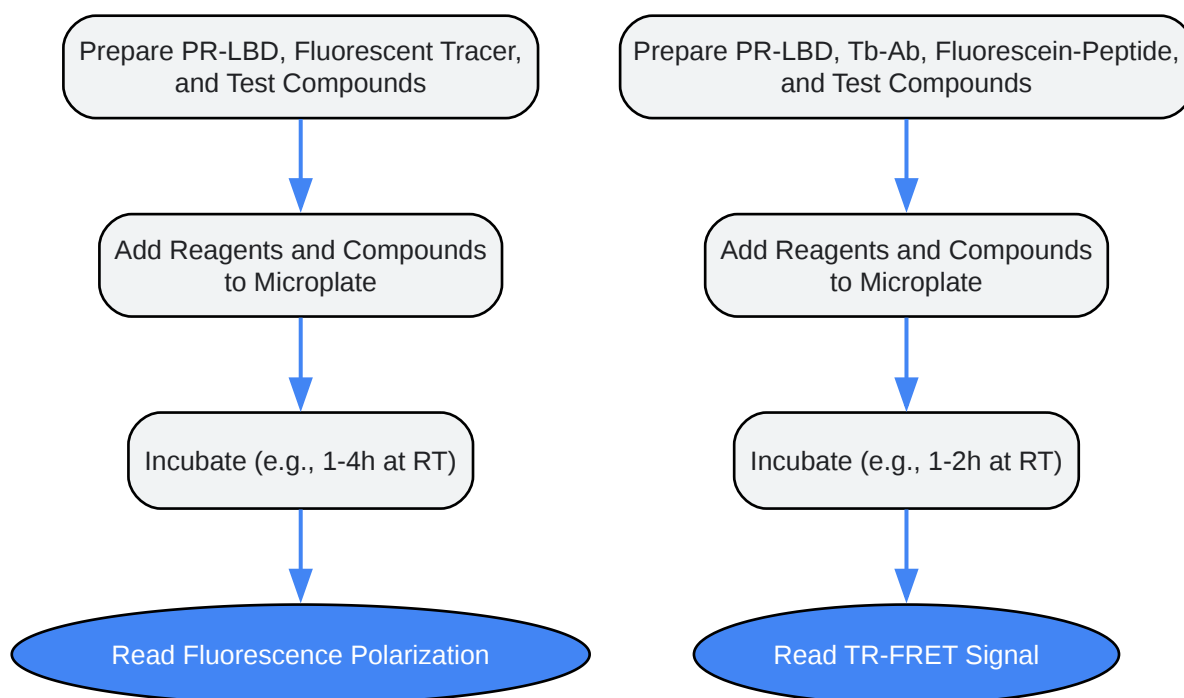 Prepare PR-LBD, Fluorescent Tracer,
and Test Compounds
Add Reagents and Compounds
to Microplate
Incubate (e.g., 1-4h at RT)
Read Fluorescence Polarization
Prepare PR-LBD, Tb-Ab, Fluorescein-Peptide,
and Test Compounds
Add Reagents and Compounds
to Microplate
Incubate (e.g., 1-2h at RT)
Read TR-FRET Signal